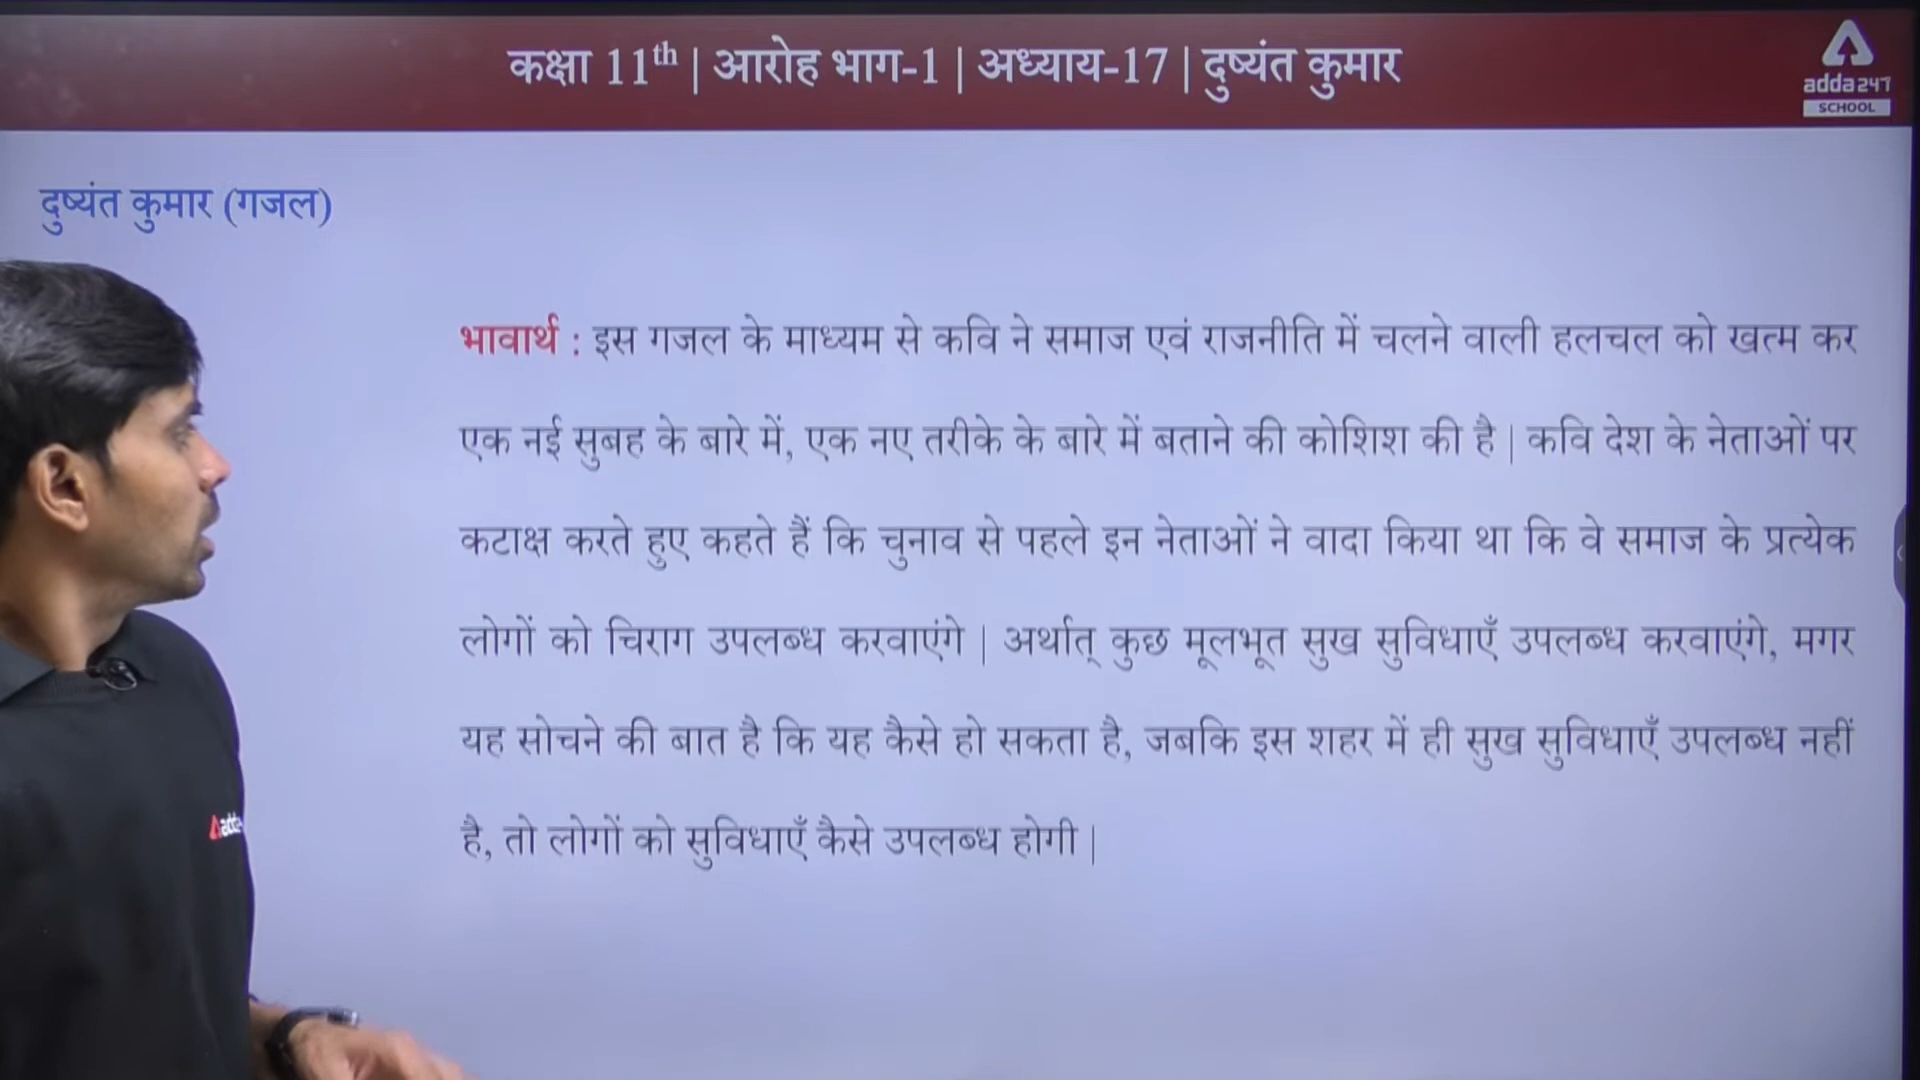 कक्षा 11th | आरोह भाग-1 | अध्याय-17 | दुष्यंत कुमार
adda247
SCHOOL
दुष्यंत कुमार (गजल)
भावार्थ : इस गजल के माध्यम से कवि ने समाज एवं राजनीति में चलने वाली हलचल को खत्म कर
एक नई सुबह के बारे में, एक नए तरीके के बारे में बताने की कोशिश की है | कवि देश के नेताओं पर
कटाक्ष करते हुए कहते हैं कि चुनाव से पहले इन नेताओं ने वादा किया था कि वे समाज के प्रत्येक
लोगों को चिराग उपलब्ध करवाएंगे | अर्थात् कुछ मूलभूत सुख सुविधाएँ उपलब्ध करवाएंगे, मगर
यह सोचने की बात है कि यह कैसे हो सकता है, जबकि इस शहर में ही सुख सुविधाएँ उपलब्ध नहीं
है, तो लोगों को सुविधाएँ कैसे उपलब्ध होगी |